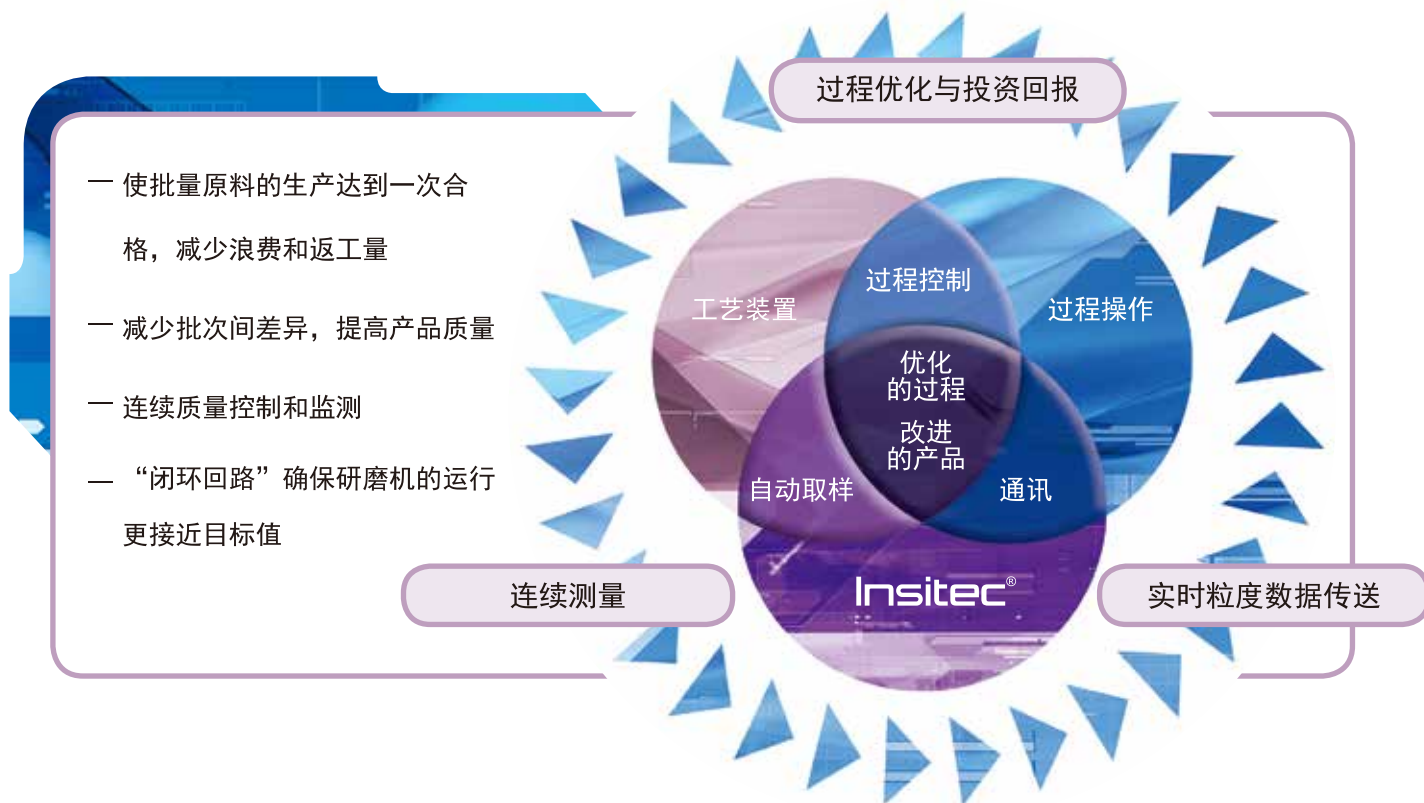 过程优化与投资回报
— 使批量原料的生产达到一次合
格，减少浪费和返工量
— 减少批次间差异，提高产品质量
— 连续质量控制和监测
— “闭环回路”确保研磨机的运行
更接近目标值
工艺装置
过程控制
过程操作
优化
的过程
改进
的产品
自动取样
通讯
Insitec®
连续测量
实时粒度数据传送